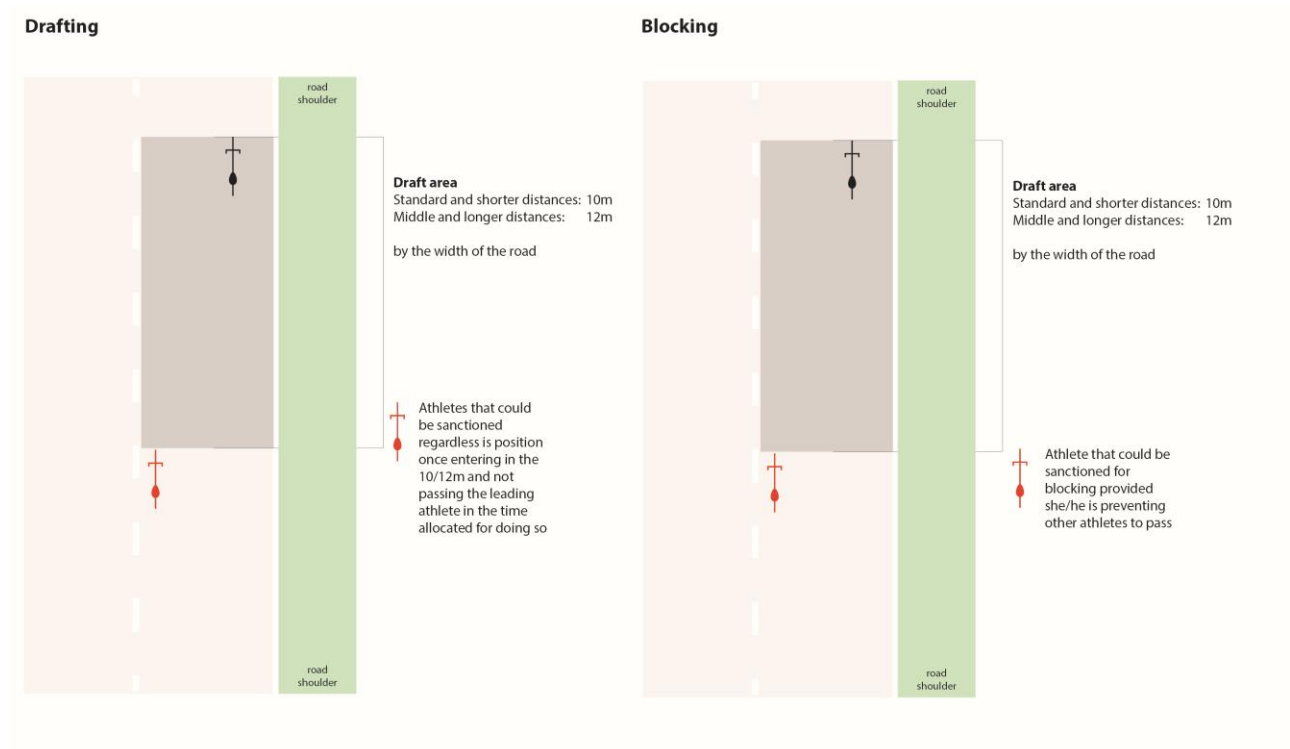 Drafting
road
shoulder
Draft area
Standard and shorter distances: 10m
Middle and longer distances: 12m
by the width of the road
Athletes that could
be sanctioned
regardless is position
once entering in the
10/12m and not
passing the leading
athlete in the time
allocated for doing so
road
shoulder
Blocking
road
shoulder
Draft area
Standard and shorter distances: 10m
Middle and longer distances: 12m
by the width of the road
Athlete that could be
sanctioned for
blocking provided
she/he is preventing
other athletes to pass
road
shoulder